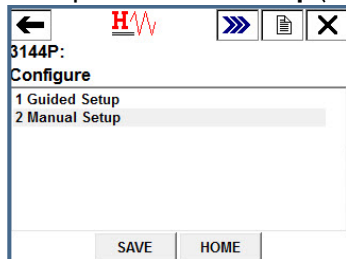 H
3144P:
Configure
1 Guided Setup
2 Manual Setup
SAVE HOME